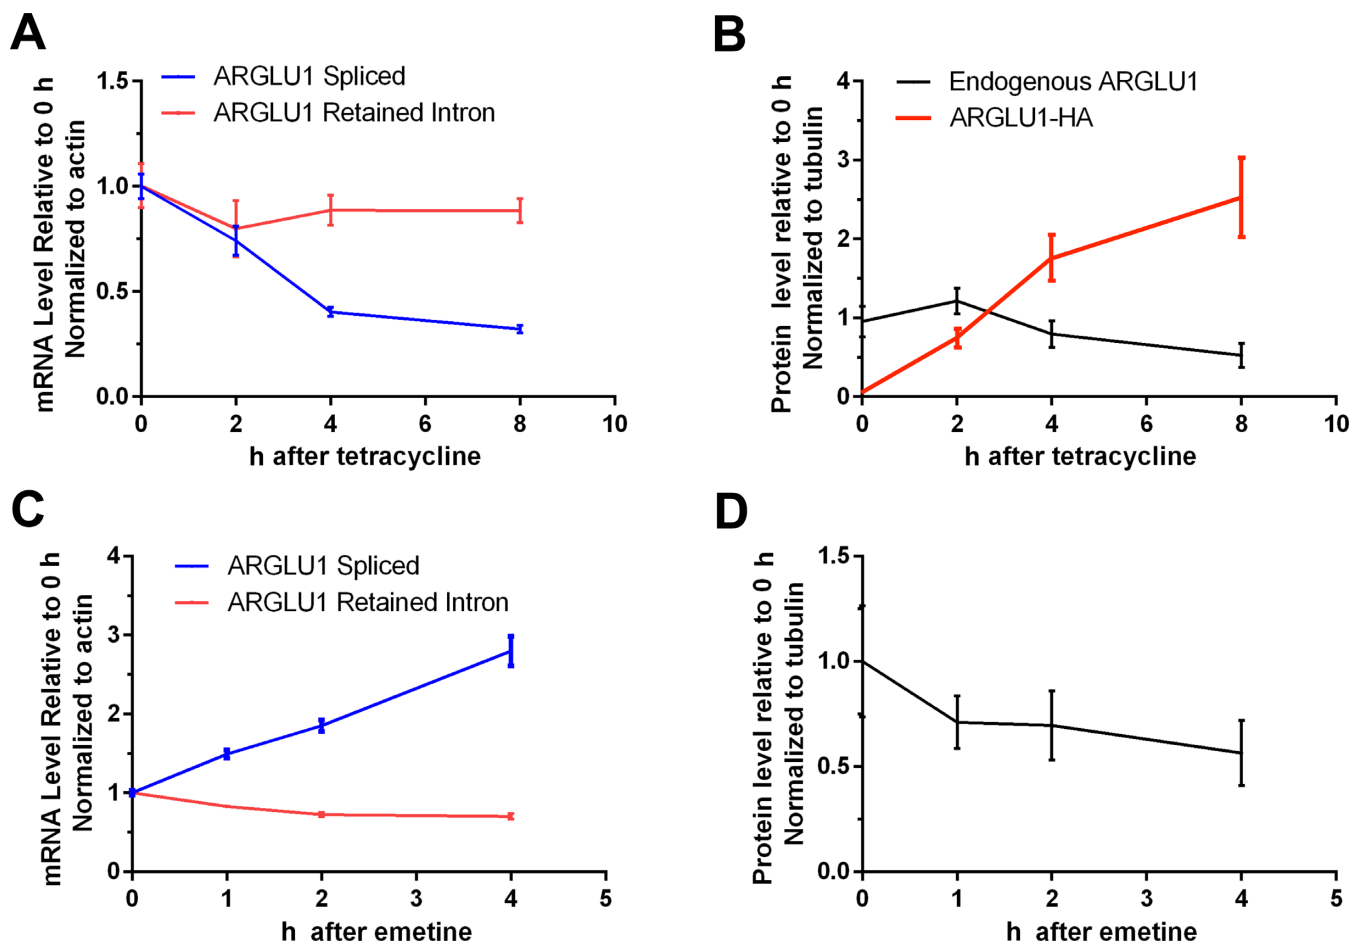 A
mRNA Level Relative to 0 h
Normalized to actin
ARGLU1 Spliced
ARGLU1 Retained Intron
1.5
1.0
0.5
0.0
0 2 4 6 8 10
h after tetracycline
B
Protein level relative to 0 h
Normalized to tubulin
Endogenous ARGLU1
ARGLU1-HA
4
3
2
1
0
0 2 4 6 8 10
h after tetracycline
C
mRNA Level Relative to 0 h
Normalized to actin
ARGLU1 Spliced
ARGLU1 Retained Intron
4
3
2
1
0
0 1 2 3 4 5
h after emetine
D
Protein level relative to 0 h
Normalized to tubulin
1.5
1.0
0.5
0.0
0 1 2 3 4 5
h after emetine